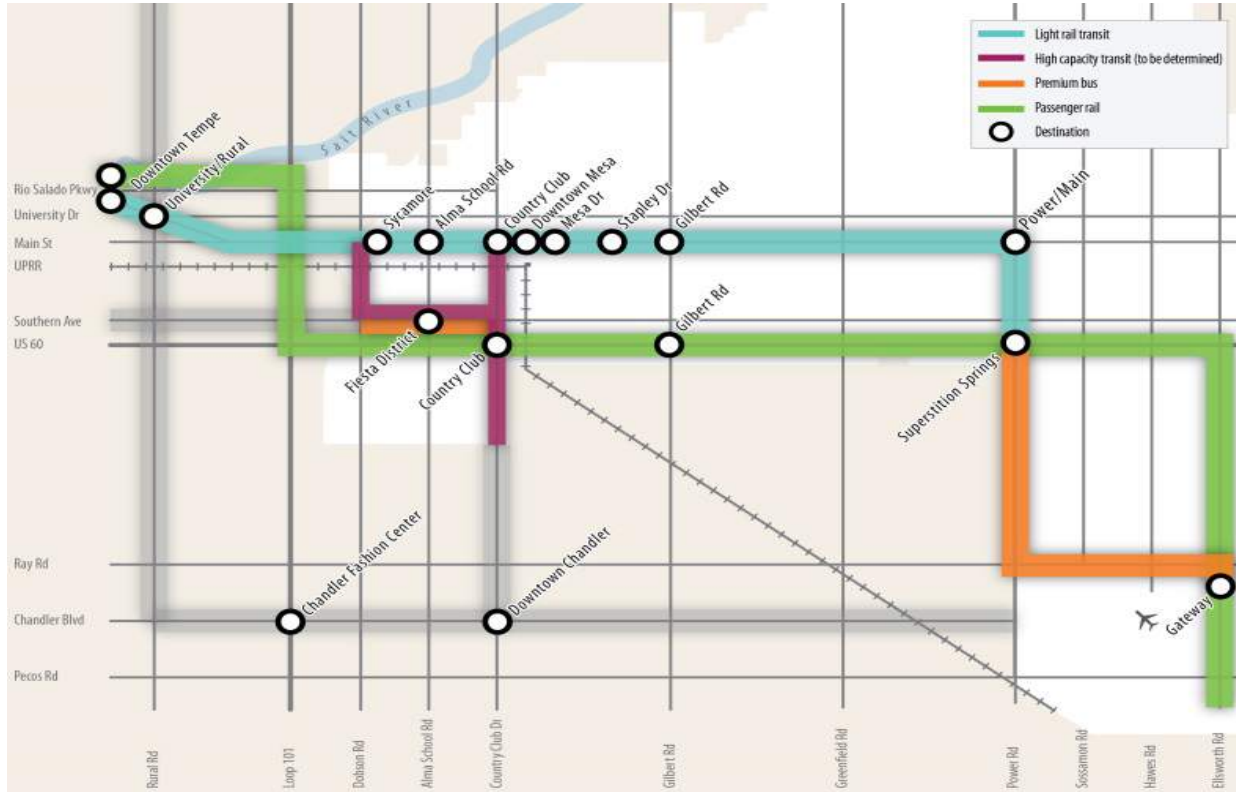 Light rail transit
High capacity transit (to be determined)
Premium bus
Passenger rail
Destination
Salt River
Downtown Tempe
University/Rural
Sycamore
Alma School Rd
Country Club
Downtown Mesa
Mesa Dr
Stapley Dr
Gilbert Rd
Power/Main
Rio Salado Pkwy
University Dr
Main St
UPRR
Southern Ave
US 60
Fiesta District
Country Club
Gilbert Rd
Superstition Springs
Ray Rd
Chandler Fashion Center
Downtown Chandler
Gateway
Chandler Blvd
Pecos Rd
Rural Rd
Loop 101
Dobson Rd
Alma School Rd
Country Club Dr
Gilbert Rd
Greenfield Rd
Power Rd
Sossamon Rd
Hawes Rd
Ellsworth Rd